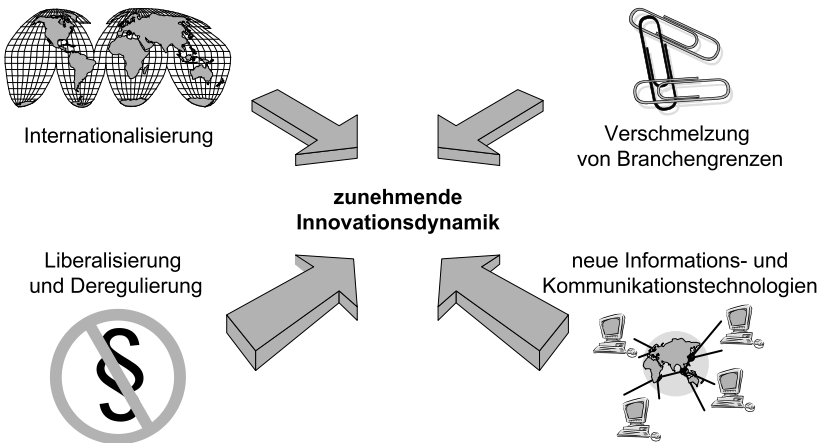 Internationalisierung
Verschmelzung
von Branchengrenzen
zunehmende
Innovationsdynamik
Liberalisierung
und Deregulierung
§
neue Informations- und
Kommunikationstechnologien